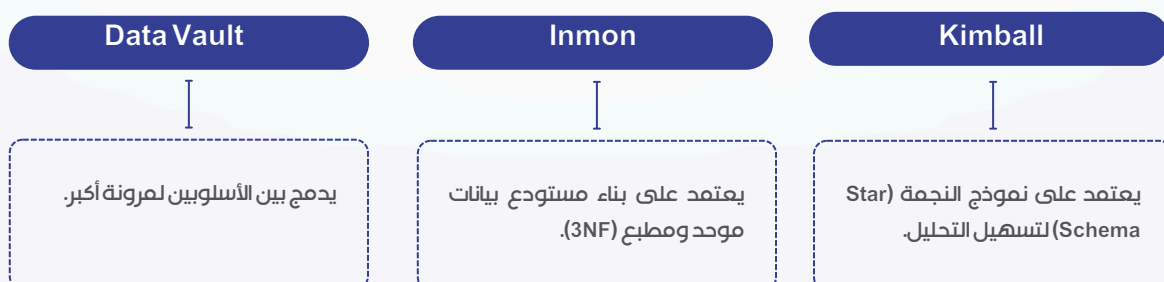 Kimball
يعتمد على نموذج النجمة (Star
Schema) لتسهيل التحليل.
Inmon
يعتمد على بناء مستودع بيانات
موحد ومطبع (3NF).
Data Vault
يدمج بين الأسلوبين لمرونة أكبر.